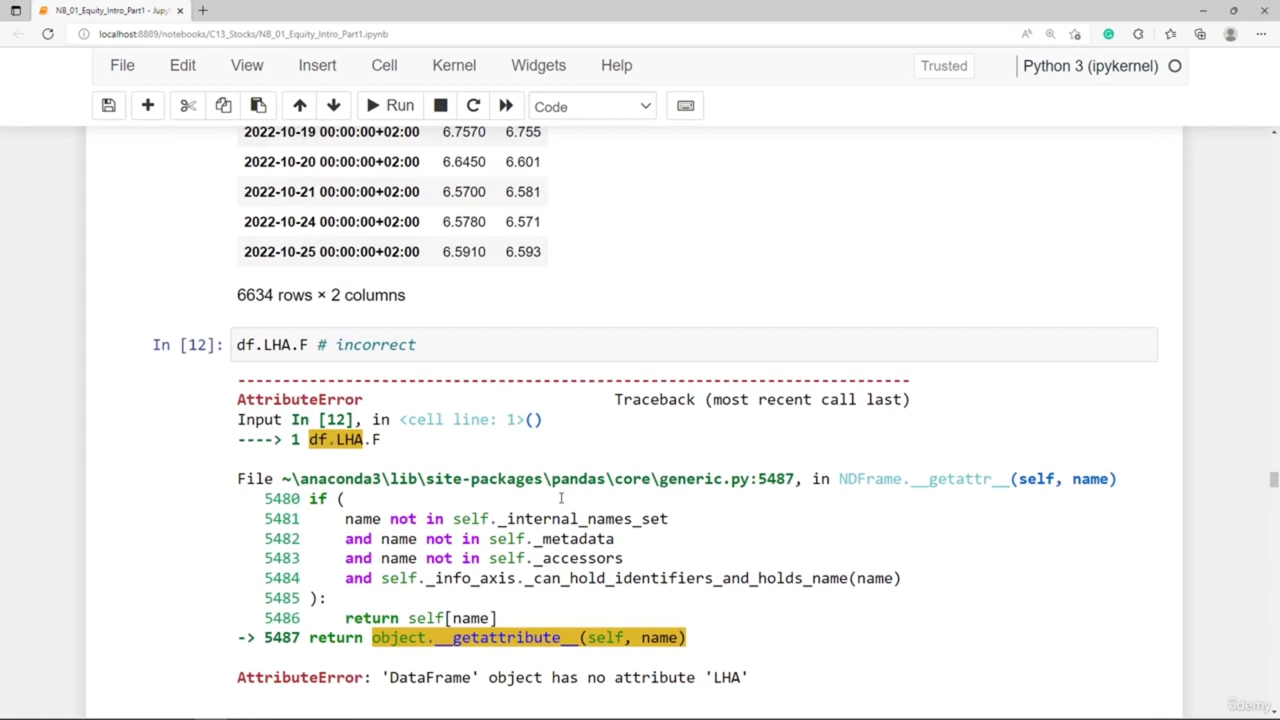 NB_01_Equity_Intro_Part1 - Jupy
localhost:8889/notebooks/C13_Stocks/NB_01_Equity_Intro_Part1.ipynb
File Edit View Insert Cell Kernel Widgets Help Trusted Python 3 (ipykernel)
Run Code
2022-10-19 00:00:00+02:00 6.7570 6.755
2022-10-20 00:00:00+02:00 6.6450 6.601
2022-10-21 00:00:00+02:00 6.5700 6.581
2022-10-24 00:00:00+02:00 6.5780 6.571
2022-10-25 00:00:00+02:00 6.5910 6.593
6634 rows × 2 columns
In [12]: df.LHA.F # incorrect
---------------------------------------------------------------------------
AttributeError Traceback (most recent call last)
Input In [12], in <cell line: 1>()
----> 1 df.LHA.F
File ~\anaconda3\lib\site-packages\pandas\core\generic.py:5487, in NDFrame.__getattr__(self, name)
5480 if (
5481 name not in self._internal_names_set
5482 and name not in self._metadata
5483 and name not in self._accessors
5484 and self._info_axis._can_hold_identifiers_and_holds_name(name)
5485 ):
5486 return self[name]
-> 5487 return object.__getattribute__(self, name)
AttributeError: 'DataFrame' object has no attribute 'LHA'
ûdemy